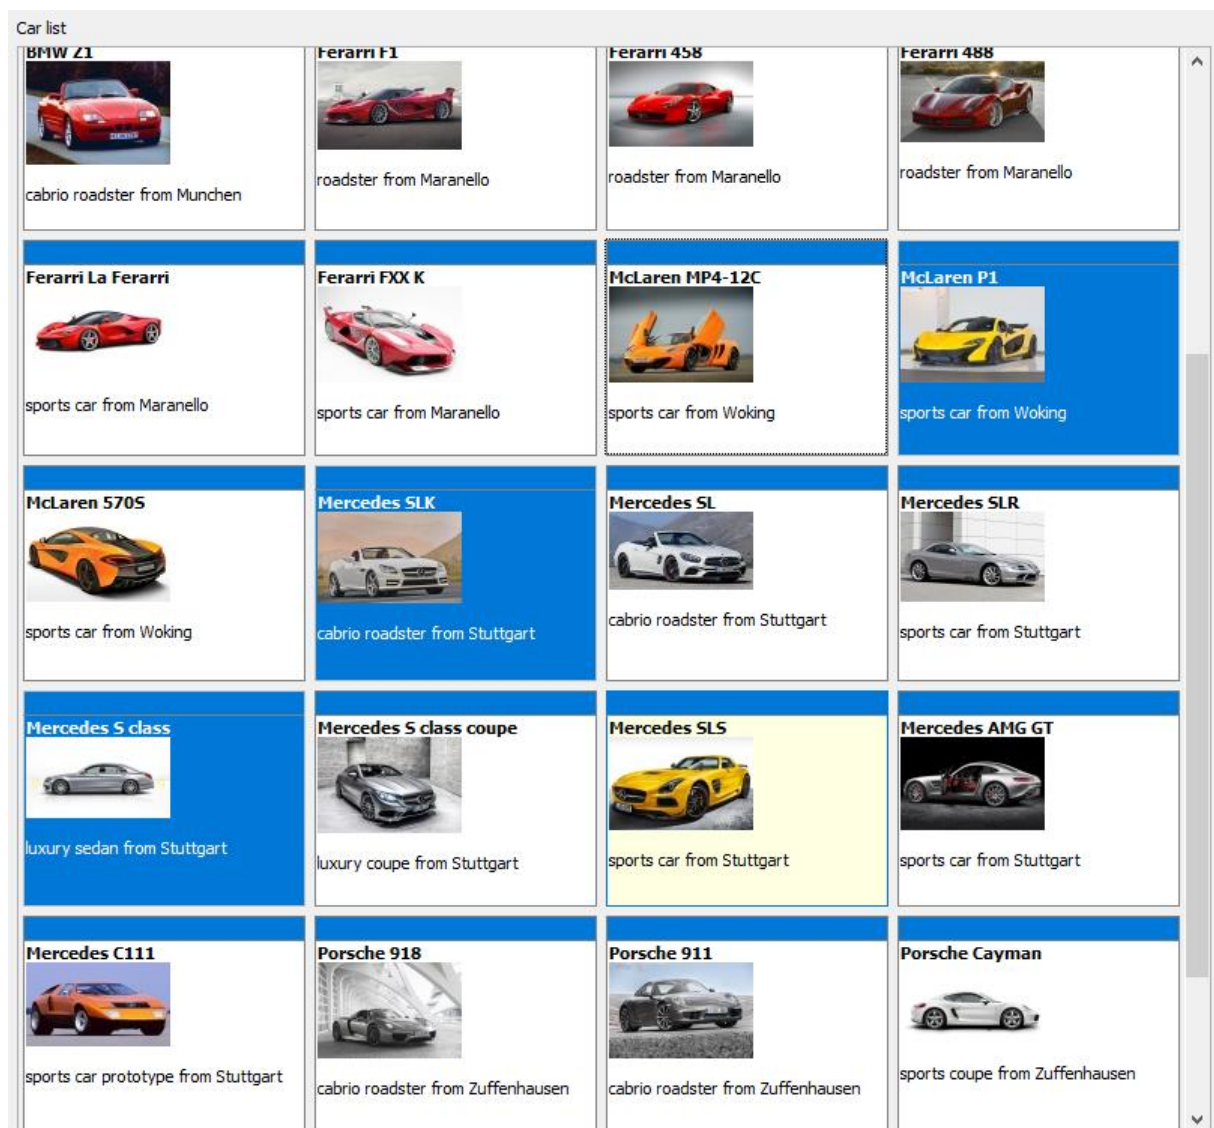 Car list
BMW Z1
cabrio roadster from Munchen
Ferarri F1
roadster from Maranello
Ferarri 458
roadster from Maranello
Ferarri 488
roadster from Maranello
Ferarri La Ferarri
sports car from Maranello
Ferarri FXX K
sports car from Maranello
McLaren MP4-12C
sports car from Woking
McLaren P1
sports car from Woking
McLaren 570S
sports car from Woking
Mercedes SLK
cabrio roadster from Stuttgart
Mercedes SL
cabrio roadster from Stuttgart
Mercedes SLR
sports car from Stuttgart
Mercedes S class
luxury sedan from Stuttgart
Mercedes S class coupe
luxury coupe from Stuttgart
Mercedes SLS
sports car from Stuttgart
Mercedes AMG GT
sports car from Stuttgart
Mercedes C111
sports car prototype from Stuttgart
Porsche 918
cabrio roadster from Zuffenhausen
Porsche 911
cabrio roadster from Zuffenhausen
Porsche Cayman
sports coupe from Zuffenhausen